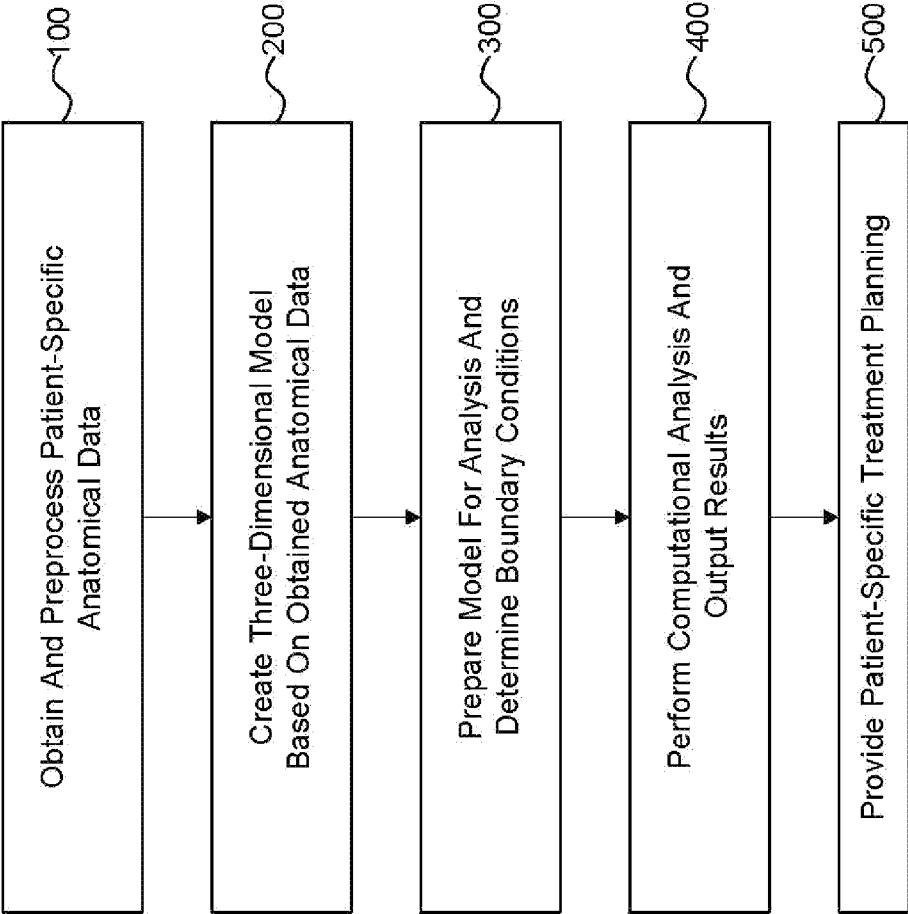 100
Obtain And Preprocess Patient-Specific
Anatomical Data
200
Create Three-Dimensional Model
Based On Obtained Anatomical Data
300
Prepare Model For Analysis And
Determine Boundary Conditions
400
Perform Computational Analysis And
Output Results
500
Provide Patient-Specific Treatment Planning